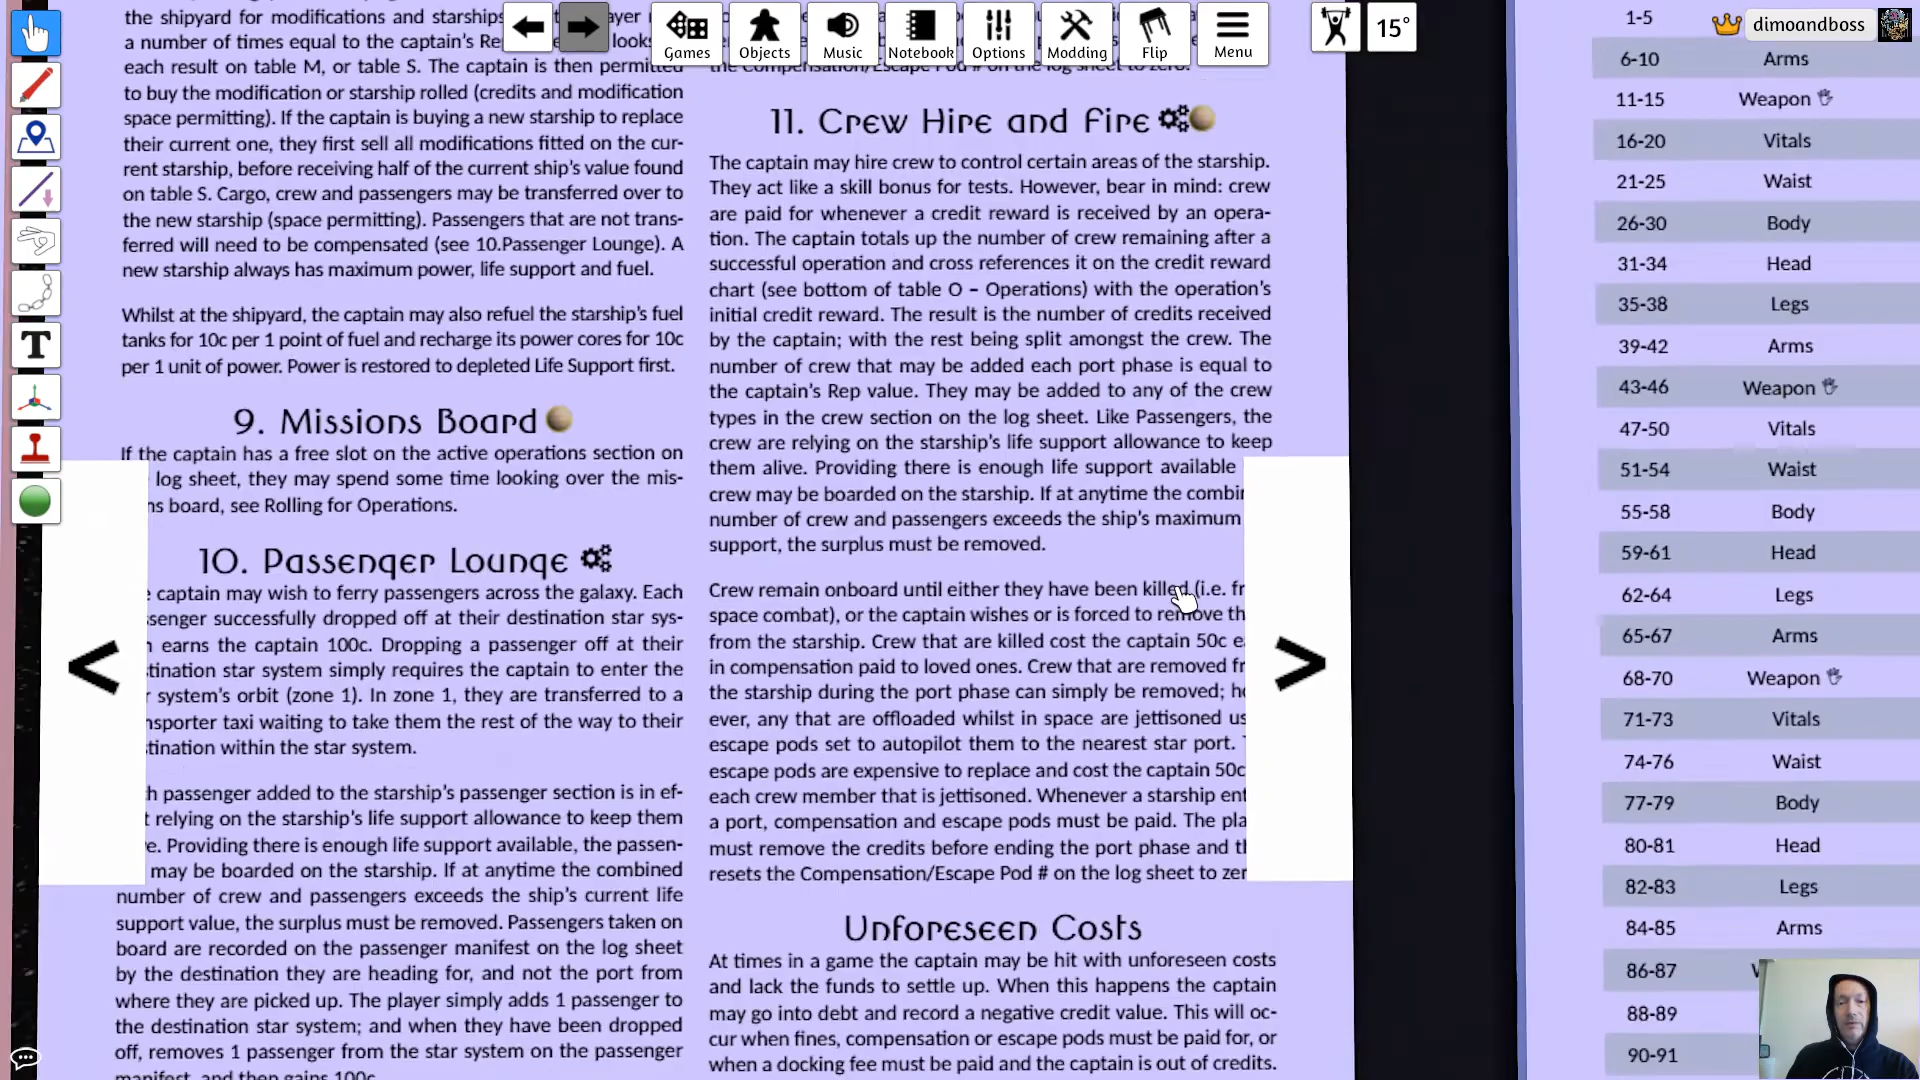 Games
Objects
Music
Notebook
Options
Modding
Flip
Menu
15°
dimoandboss
the shipyard for modifications and starships
a number of times equal to the captain's Re
each result on table M, or table S. The captain is then permitted
to buy the modification or starship rolled (credits and modification
space permitting). If the captain is buying a new starship to replace
their current one, they first sell all modifications fitted on the cur-
rent starship, before receiving half of the current ship's value found
on table S. Cargo, crew and passengers may be transferred over to
the new starship (space permitting). Passengers that are not trans-
ferred will need to be compensated (see 10.Passenger Lounge). A
new starship always has maximum power, life support and fuel.
Whilst at the shipyard, the captain may also refuel the starship's fuel
tanks for 10c per 1 point of fuel and recharge its power cores for 10c
per 1 unit of power. Power is restored to depleted Life Support first.
9. Missions Board
If the captain has a free slot on the active operations section on
log sheet, they may spend some time looking over the mis-
ns board, see Rolling for Operations.
10. Passenger Lounge
captain may wish to ferry passengers across the galaxy. Each
ssenger successfully dropped off at their destination star sys-
earns the captain 100c. Dropping a passenger off at their
tination star system simply requires the captain to enter the
system's orbit (zone 1). In zone 1, they are transferred to a
nsporter taxi waiting to take them the rest of the way to their
tination within the star system.
h passenger added to the starship's passenger section is in ef-
t relying on the starship's life support allowance to keep them
e. Providing there is enough life support available, the passen-
may be boarded on the starship. If at anytime the combined
number of crew and passengers exceeds the ship's current life
support value, the surplus must be removed. Passengers taken on
board are recorded on the passenger manifest on the log sheet
by the destination they are heading for, and not the port from
where they are picked up. The player simply adds 1 passenger to
the destination star system; and when they have been dropped
off, removes 1 passenger from the star system on the passenger
manifest, and then gains 100c.
the Compensation/Escape Pod # on the log sheet to zero.
11. Crew Hire and Fire
The captain may hire crew to control certain areas of the starship.
They act like a skill bonus for tests. However, bear in mind: crew
are paid for whenever a credit reward is received by an opera-
tion. The captain totals up the number of crew remaining after a
successful operation and cross references it on the credit reward
chart (see bottom of table O – Operations) with the operation's
initial credit reward. The result is the number of credits received
by the captain; with the rest being split amongst the crew. The
number of crew that may be added each port phase is equal to
the captain's Rep value. They may be added to any of the crew
types in the crew section on the log sheet. Like Passengers, the
crew are relying on the starship's life support allowance to keep
them alive. Providing there is enough life support available
crew may be boarded on the starship. If at anytime the combin
number of crew and passengers exceeds the ship's maximum
support, the surplus must be removed.
Crew remain onboard until either they have been killed (i.e. fr
space combat), or the captain wishes or is forced to remove th
from the starship. Crew that are killed cost the captain 50c e
in compensation paid to loved ones. Crew that are removed fr
the starship during the port phase can simply be removed; ho
ever, any that are offloaded whilst in space are jettisoned us
escape pods set to autopilot them to the nearest star port. T
escape pods are expensive to replace and cost the captain 50c
each crew member that is jettisoned. Whenever a starship ent
a port, compensation and escape pods must be paid. The pla
must remove the credits before ending the port phase and th
resets the Compensation/Escape Pod # on the log sheet to zer
Unforeseen Costs
At times in a game the captain may be hit with unforeseen costs
and lack the funds to settle up. When this happens the captain
may go into debt and record a negative credit value. This will oc-
cur when fines, compensation or escape pods must be paid for, or
when a docking fee must be paid and the captain is out of credits.
<
>
1-5
6-10 Arms
11-15 Weapon
16-20 Vitals
21-25 Waist
26-30 Body
31-34 Head
35-38 Legs
39-42 Arms
43-46 Weapon
47-50 Vitals
51-54 Waist
55-58 Body
59-61 Head
62-64 Legs
65-67 Arms
68-70 Weapon
71-73 Vitals
74-76 Waist
77-79 Body
80-81 Head
82-83 Legs
84-85 Arms
86-87
88-89
90-91